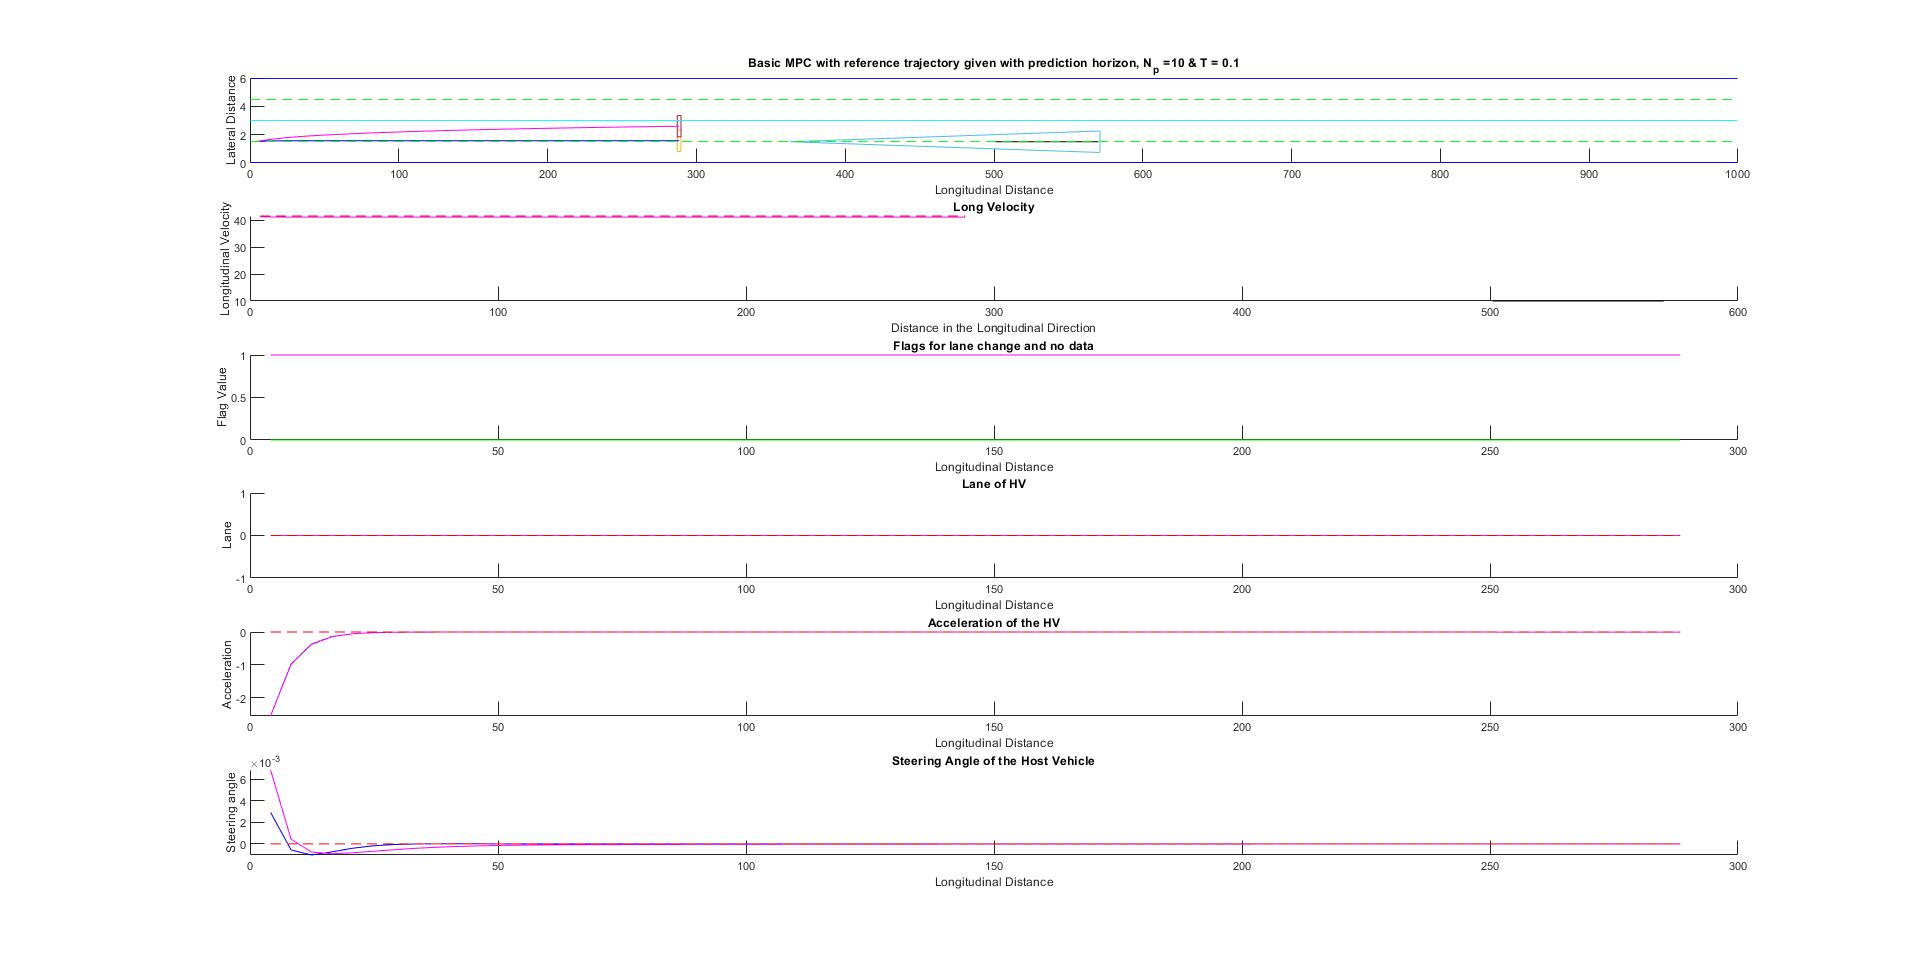 Basic MPC with reference trajectory given with prediction horizon, Np =10 & T = 0.1
Lateral Distance
6
4
2
0
0 100 200 300 400 500 600 700 800 900 1000
Longitudinal Distance
Long Velocity
Longitudinal Velocity
40
30
20
10
0 100 200 300 400 500 600
Distance in the Longitudinal Direction
Flags for lane change and no data
Flag Value
1
0.5
0
0 50 100 150 200 250 300
Longitudinal Distance
Lane of HV
Lane
1
0
-1
0 50 100 150 200 250 300
Longitudinal Distance
Acceleration of the HV
Acceleration
0
-1
-2
0 50 100 150 200 250 300
Longitudinal Distance
Steering Angle of the Host Vehicle
×10-3
Steering angle
6
4
2
0
0 50 100 150 200 250 300
Longitudinal Distance